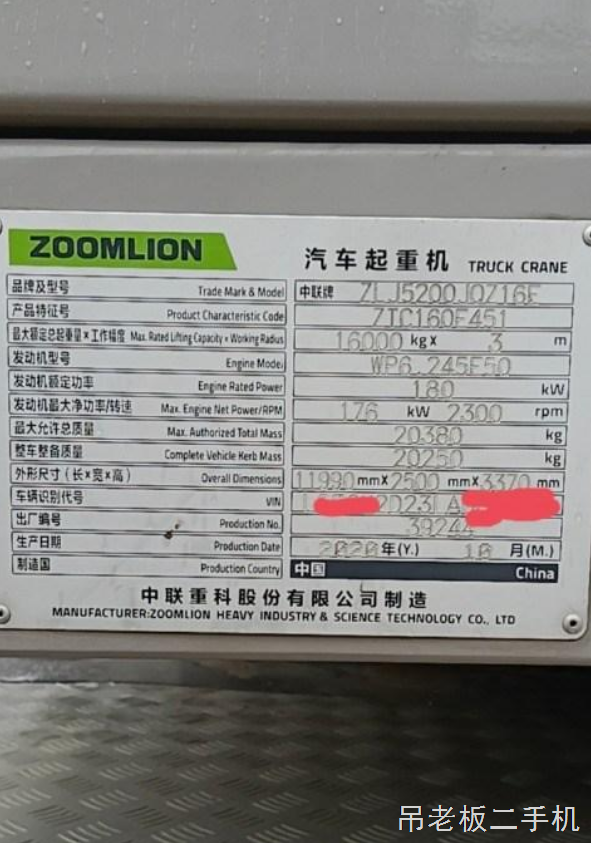 ZOOMLION
汽车起重机 TRUCK CRANE
品牌及型号 Trade Mark & Model 中联牌 ZLJ5200JQZ16F
产品特征号 Product Characteristic Code ZTC160E451
最大额定总起重量×工作幅度 Max. Rated Lifting Capacity × Working Radius 16000 kg× 3 m
发动机型号 Engine Model WP6.245E50
发动机额定功率 Engine Rated Power 180 kW
发动机最大净功率/转速 Max. Engine Net Power/RPM 176 kW 2300 rpm
最大允许总质量 Max. Authorized Total Mass 20380 kg
整车整备质量 Complete Vehicle Kerb Mass 20250 kg
外形尺寸（长×宽×高） Overall Dimensions 11990 mm× 2500 mm× 3370 mm
车辆识别代号 VIN
出厂编号 Production No. 39244
生产日期 Production Date 2020 年(Y.) 10 月(M.)
制造国 Production Country 中国 China
中联重科股份有限公司制造
MANUFACTURER:ZOOMLION HEAVY INDUSTRY & SCIENCE TECHNOLOGY CO., LTD
吊老板二手机